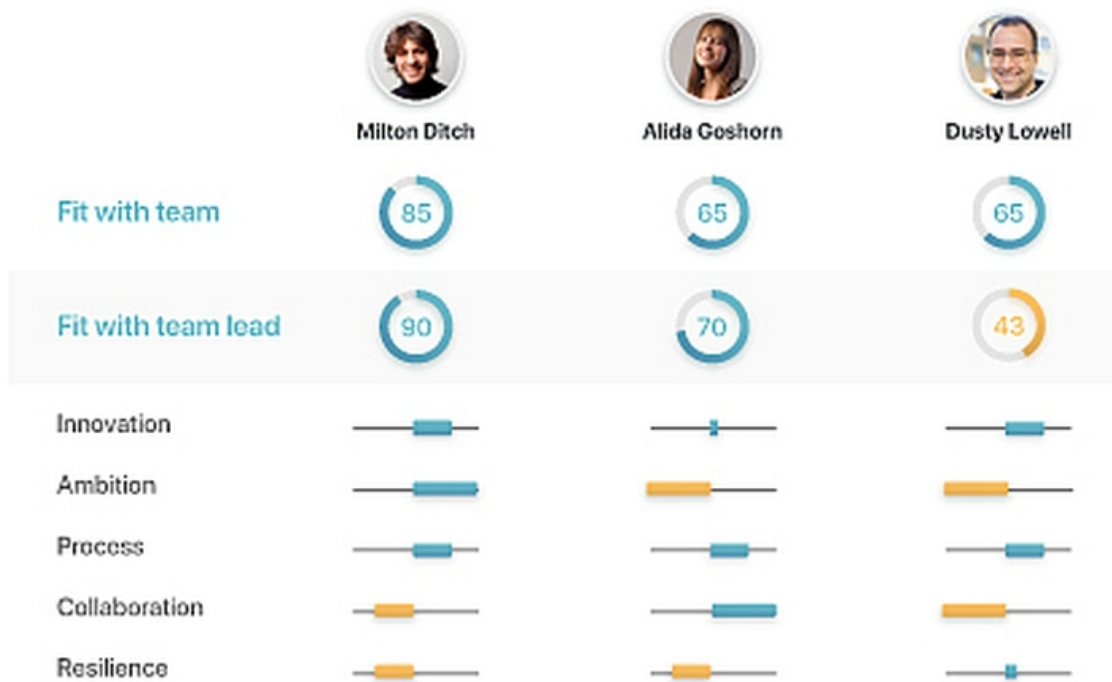 Milton Ditch Alida Goshorn Dusty Lowell
Fit with team 85 65 65
Fit with team lead 90 70 43
Innovation
Ambition
Process
Collaboration
Resilience